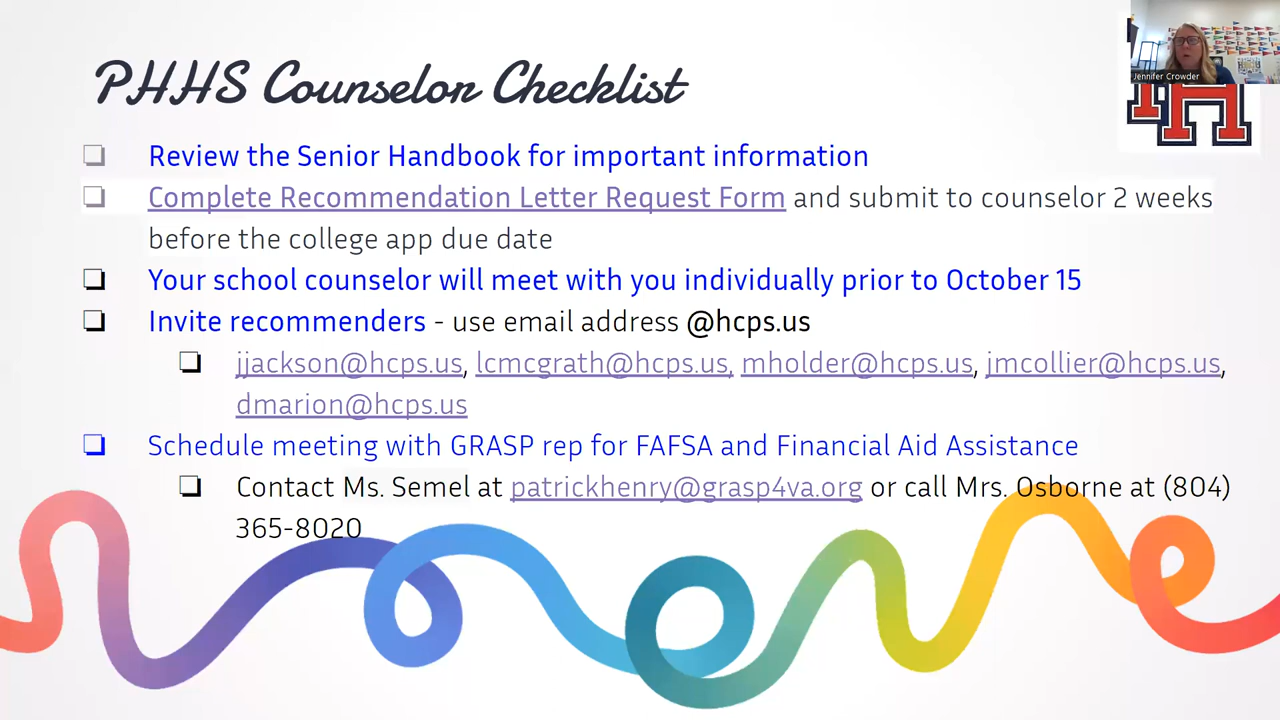 PHHS Counselor Checklist
Jennifer Crowder
PH
Review the Senior Handbook for important information
Complete Recommendation Letter Request Form and submit to counselor 2 weeks
before the college app due date
Your school counselor will meet with you individually prior to October 15
Invite recommenders - use email address @hcps.us
jjackson@hcps.us, lcmcgrath@hcps.us, mholder@hcps.us, jmcollier@hcps.us,
dmarion@hcps.us
Schedule meeting with GRASP rep for FAFSA and Financial Aid Assistance
Contact Ms. Semel at patrickhenry@grasp4va.org or call Mrs. Osborne at (804)
365-8020